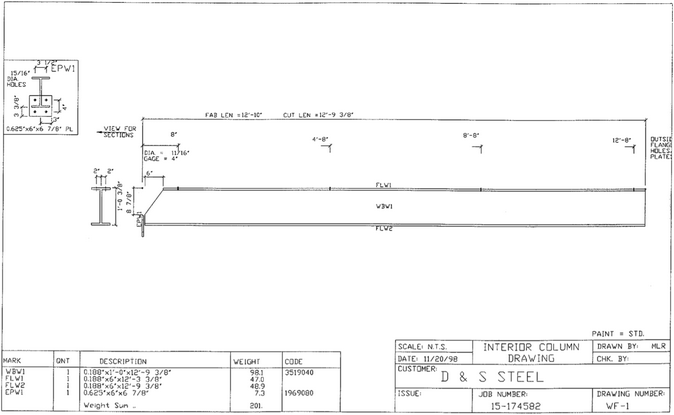 3 1/2"
EPW1
15/16"
DIA.
HOLES
3 3/8"
4"
3"
0.625"x6"x6 7/8" PL
FAB LEN =12'-10" CUT LEN =12'-9 3/8"
VIEW FOR
SECTIONS
8"
4'-8"
8'-8"
12'-8"
OUTSIDE
FLANGE
HOLES
PLATES
DIA. = 11/16"
GAGE = 4"
6"
2" 2"
1'-0 3/8"
8 7/8"
EPW1
FLW1
WBW1
FLW2
PAINT = STD.
MARK QNT DESCRIPTION WEIGHT CODE
WBW1 1 0.188"x1'-0"x12'-9 3/8" 98.1 3519040
FLW1 1 0.188"x6"x12'-3 3/8" 47.0
FLW2 1 0.188"x6"x12'-9 3/8" 48.9
EPW1 1 0.625"x6"x6 7/8" 7.3 1969080
Weight Sum = 201.
SCALE: N.T.S.
INTERIOR COLUMN
DRAWING
DRAWN BY: MLR
DATE: 11/20/98
CHK. BY:
CUSTOMER:
D & S STEEL
ISSUE:
JOB NUMBER:
15-174582
DRAWING NUMBER:
WF-1